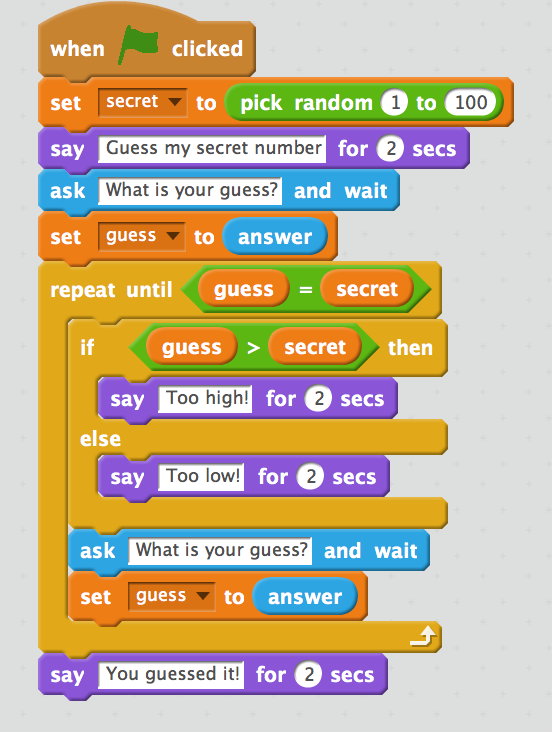 when clicked
set secret to pick random 1 to 100
say Guess my secret number for 2 secs
ask What is your guess? and wait
set guess to answer
repeat until guess = secret
if guess > secret then
say Too high! for 2 secs
else
say Too low! for 2 secs
ask What is your guess? and wait
set guess to answer
say You guessed it! for 2 secs